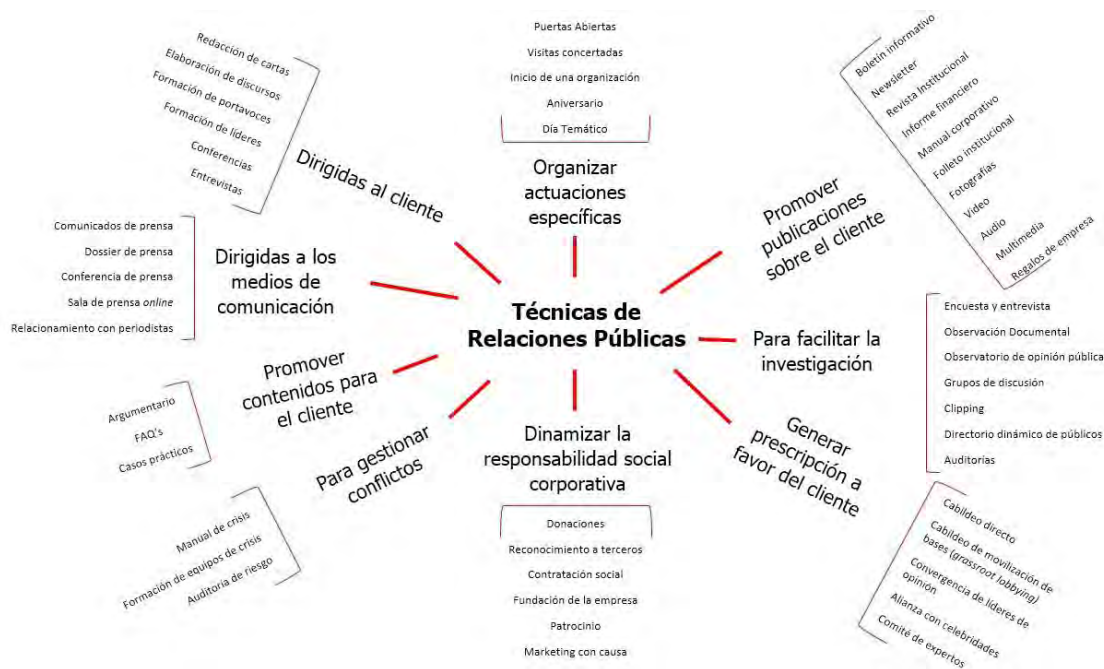 Técnicas de
Relaciones Públicas
Organizar
actuaciones
específicas
Puertas Abiertas
Visitas concertadas
Inicio de una organización
Aniversario
Día Temático
Promover
publicaciones
sobre el cliente
Boletín informativo
Newsletter
Revista Institucional
Informe financiero
Manual corporativo
Folleto institucional
Fotografías
Video
Audio
Multimedia
Regalos de empresa
Para facilitar la
investigación
Encuesta y entrevista
Observación Documental
Observatorio de opinión pública
Grupos de discusión
Clipping
Directorio dinámico de públicos
Auditorías
Generar
prescripción a
favor del cliente
Cabildeo directo
Cabildeo de movilización de
bases (grassroot lobbying)
Convergencia de líderes de
opinión
Alianza con celebridades
Comité de expertos
Dinamizar la
responsabilidad social
corporativa
Donaciones
Reconocimiento a terceros
Contratación social
Fundación de la empresa
Patrocinio
Marketing con causa
Para gestionar
conflictos
Manual de crisis
Formación de equipos de crisis
Auditoría de riesgo
Promover
contenidos para
el cliente
Argumentario
FAQ's
Casos prácticos
Dirigidas a los
medios de
comunicación
Comunicados de prensa
Dossier de prensa
Conferencia de prensa
Sala de prensa online
Relacionamiento con periodistas
Dirigidas al cliente
Redacción de cartas
Elaboración de discursos
Formación de portavoces
Formación de líderes
Conferencias
Entrevistas